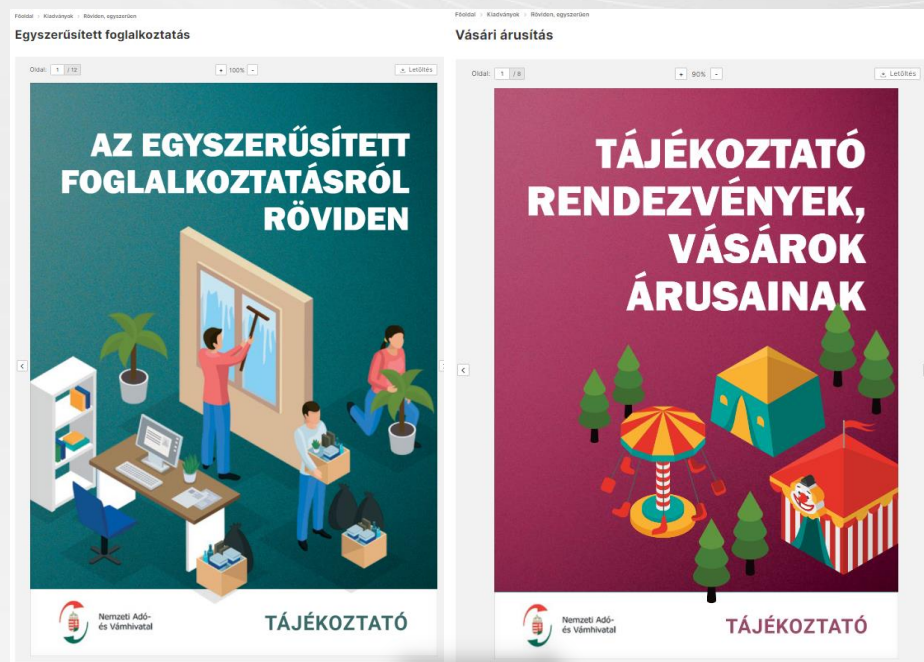 Főoldal > Kiadványok > Röviden, egyszerűen
Egyszerűsített foglalkoztatás
Oldal: 1 / 12
+ 100% -
Letöltés
AZ EGYSZERŰSÍTETT
FOGLALKOZTATÁSRÓL
RÖVIDEN
Nemzeti Adó-
és Vámhivatal
TÁJÉKOZTATÓ
Főoldal > Kiadványok > Röviden, egyszerűen
Vásári árusítás
Oldal: 1 / 8
+ 90% -
Letöltés
TÁJÉKOZTATÓ
RENDEZVÉNYEK,
VÁSÁROK
ÁRUSAINAK
Nemzeti Adó-
és Vámhivatal
TÁJÉKOZTATÓ